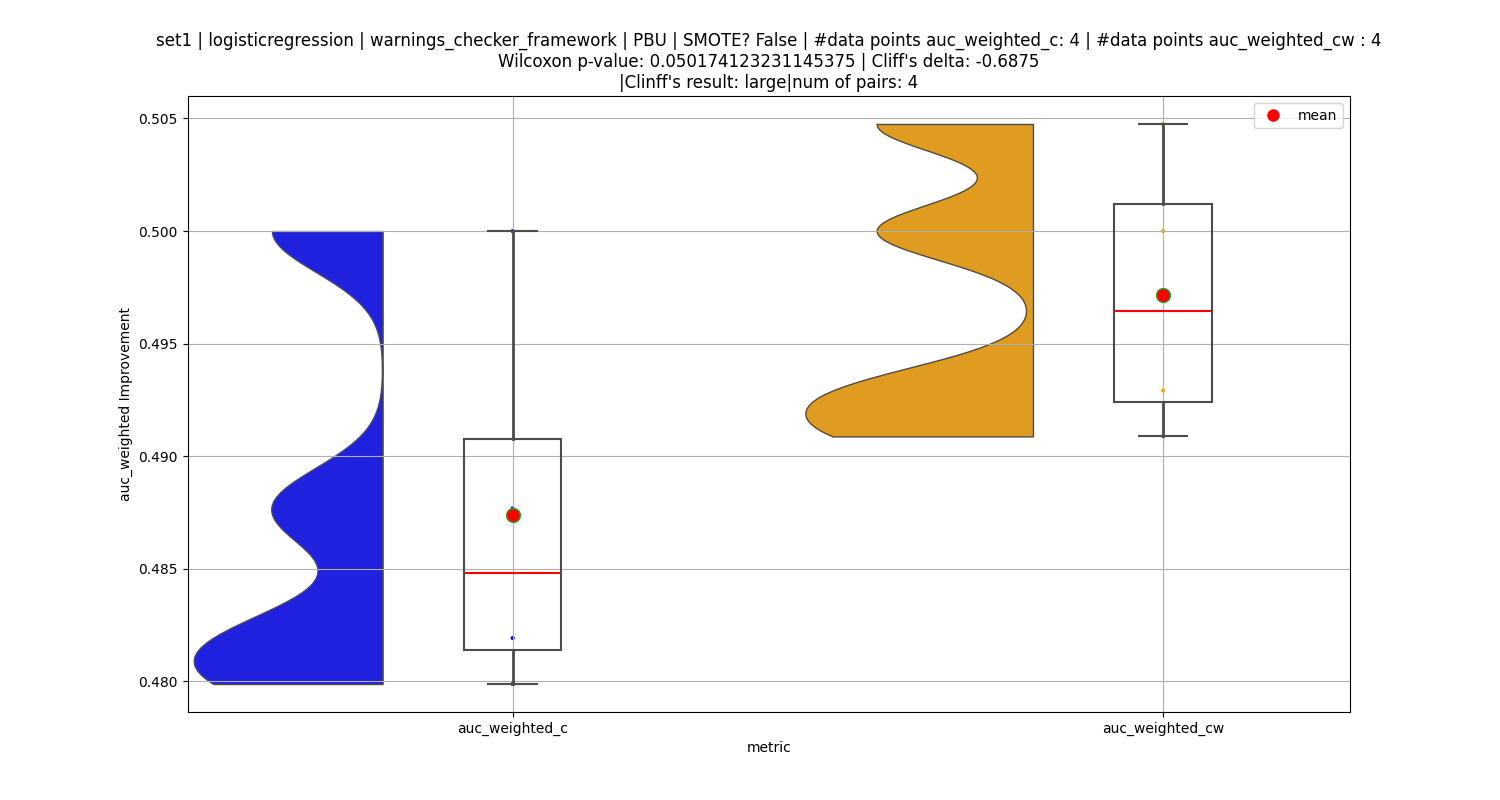 set1 | logisticregression | warnings_checker_framework | PBU | SMOTE? False | #data points auc_weighted_c: 4 | #data points auc_weighted_cw : 4
Wilcoxon p-value: 0.050174123231145375 | Cliff's delta: -0.6875
|Clinff's result: large|num of pairs: 4
mean
0.505
0.500
0.495
0.490
0.485
0.480
auc_weighted Improvement
auc_weighted_c
auc_weighted_cw
metric